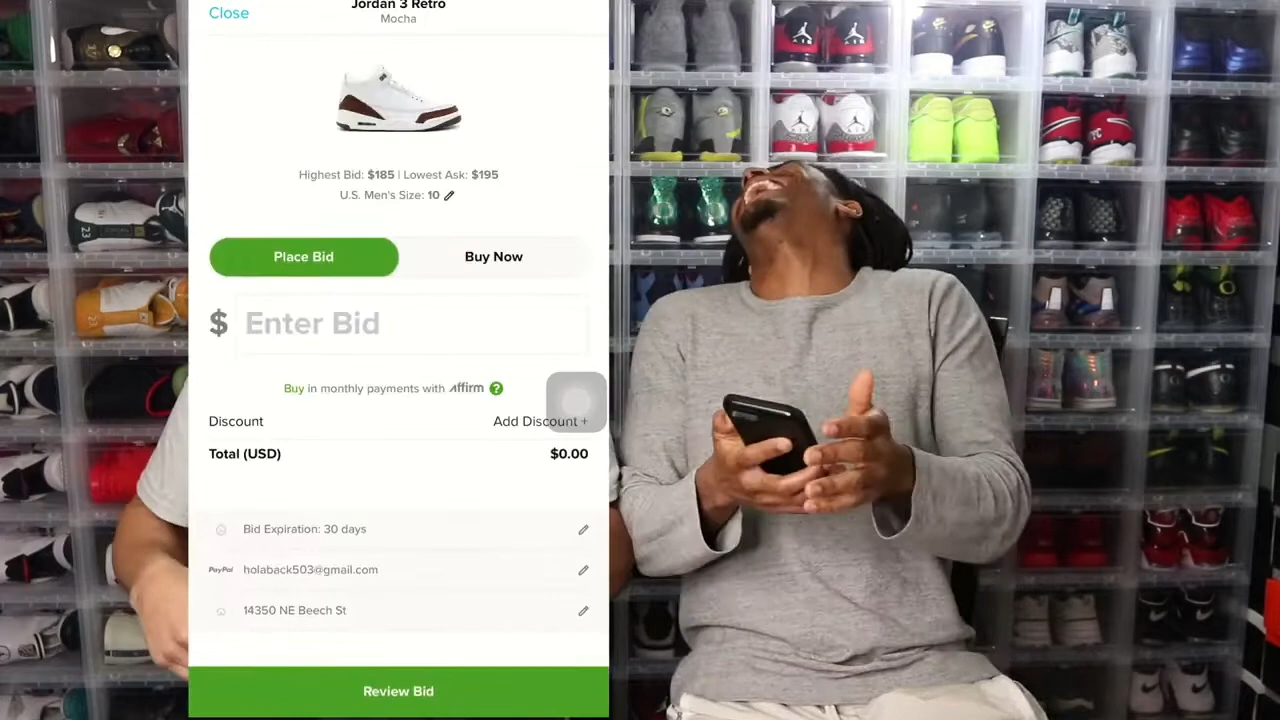 Jordan 3 Retro
Close
Mocha
Highest Bid: $185 | Lowest Ask: $195
U.S. Men's Size: 10
Place Bid
Buy Now
$ Enter Bid
Buy in monthly payments with affirm ?
Discount
Add Discount +
Total (USD)
$0.00
Bid Expiration: 30 days
PayPal holaback503@gmail.com
14350 NE Beech St
Review Bid
23
23